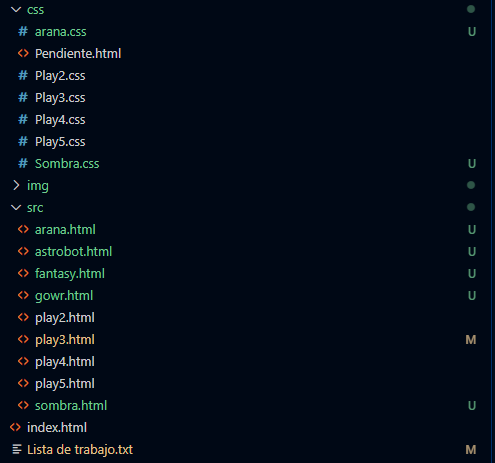 css
arana.css U
Pendiente.html
Play2.css
Play3.css
Play4.css
Play5.css
Sombra.css U
img
src
arana.html U
astrobot.html U
fantasy.html U
gowr.html U
play2.html
play3.html M
play4.html
play5.html
sombra.html U
index.html
Lista de trabajo.txt M